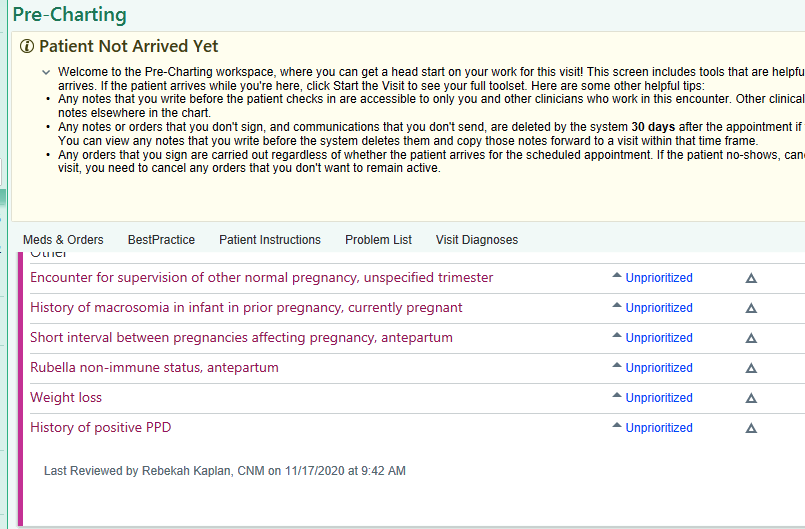 Pre-Charting
Patient Not Arrived Yet
Welcome to the Pre-Charting workspace, where you can get a head start on your work for this visit! This screen includes tools that are helpfu
arrives. If the patient arrives while you're here, click Start the Visit to see your full toolset. Here are some other helpful tips:
• Any notes that you write before the patient checks in are accessible to only you and other clinicians who work in this encounter. Other clinical
notes elsewhere in the chart.
• Any notes or orders that you don't sign, and communications that you don't send, are deleted by the system 30 days after the appointment if
You can view any notes that you write before the system deletes them and copy those notes forward to a visit within that time frame.
• Any orders that you sign are carried out regardless of whether the patient arrives for the scheduled appointment. If the patient no-shows, canc
visit, you need to cancel any orders that you don't want to remain active.
Meds & Orders BestPractice Patient Instructions Problem List Visit Diagnoses
Other
Encounter for supervision of other normal pregnancy, unspecified trimester Unprioritized
History of macrosomia in infant in prior pregnancy, currently pregnant Unprioritized
Short interval between pregnancies affecting pregnancy, antepartum Unprioritized
Rubella non-immune status, antepartum Unprioritized
Weight loss Unprioritized
History of positive PPD Unprioritized
Last Reviewed by Rebekah Kaplan, CNM on 11/17/2020 at 9:42 AM